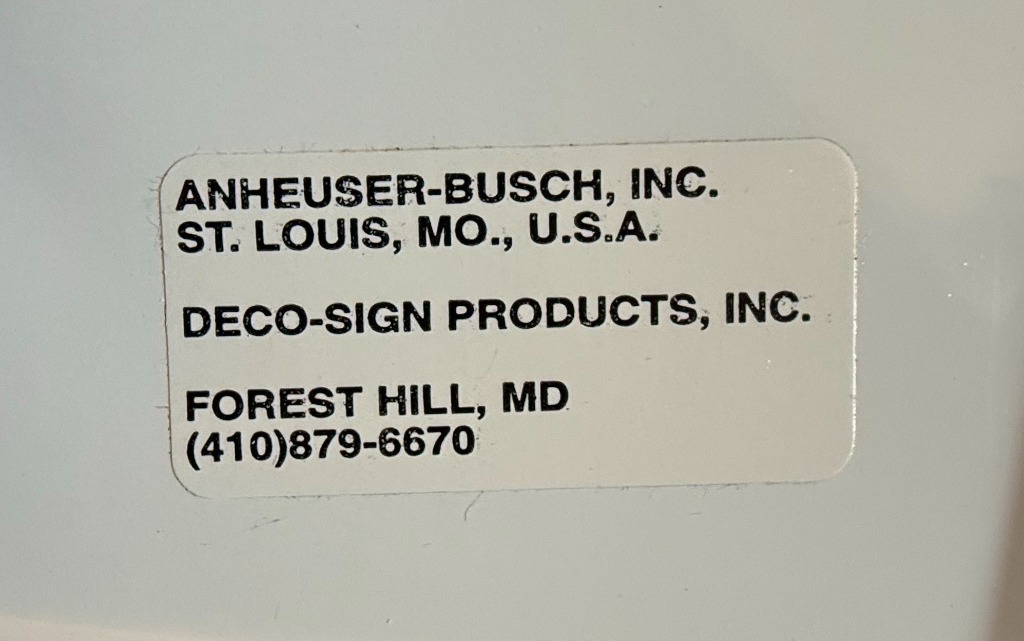 ANHEUSER-BUSCH, INC.
ST. LOUIS, MO., U.S.A.
DECO-SIGN PRODUCTS, INC.
FOREST HILL, MD
(410)879-6670